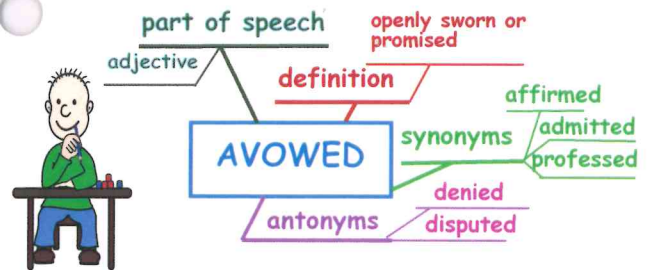 part of speech
adjective
definition
openly sworn or
promised
AVOWED
synonyms
affirmed
admitted
professed
antonyms
denied
disputed